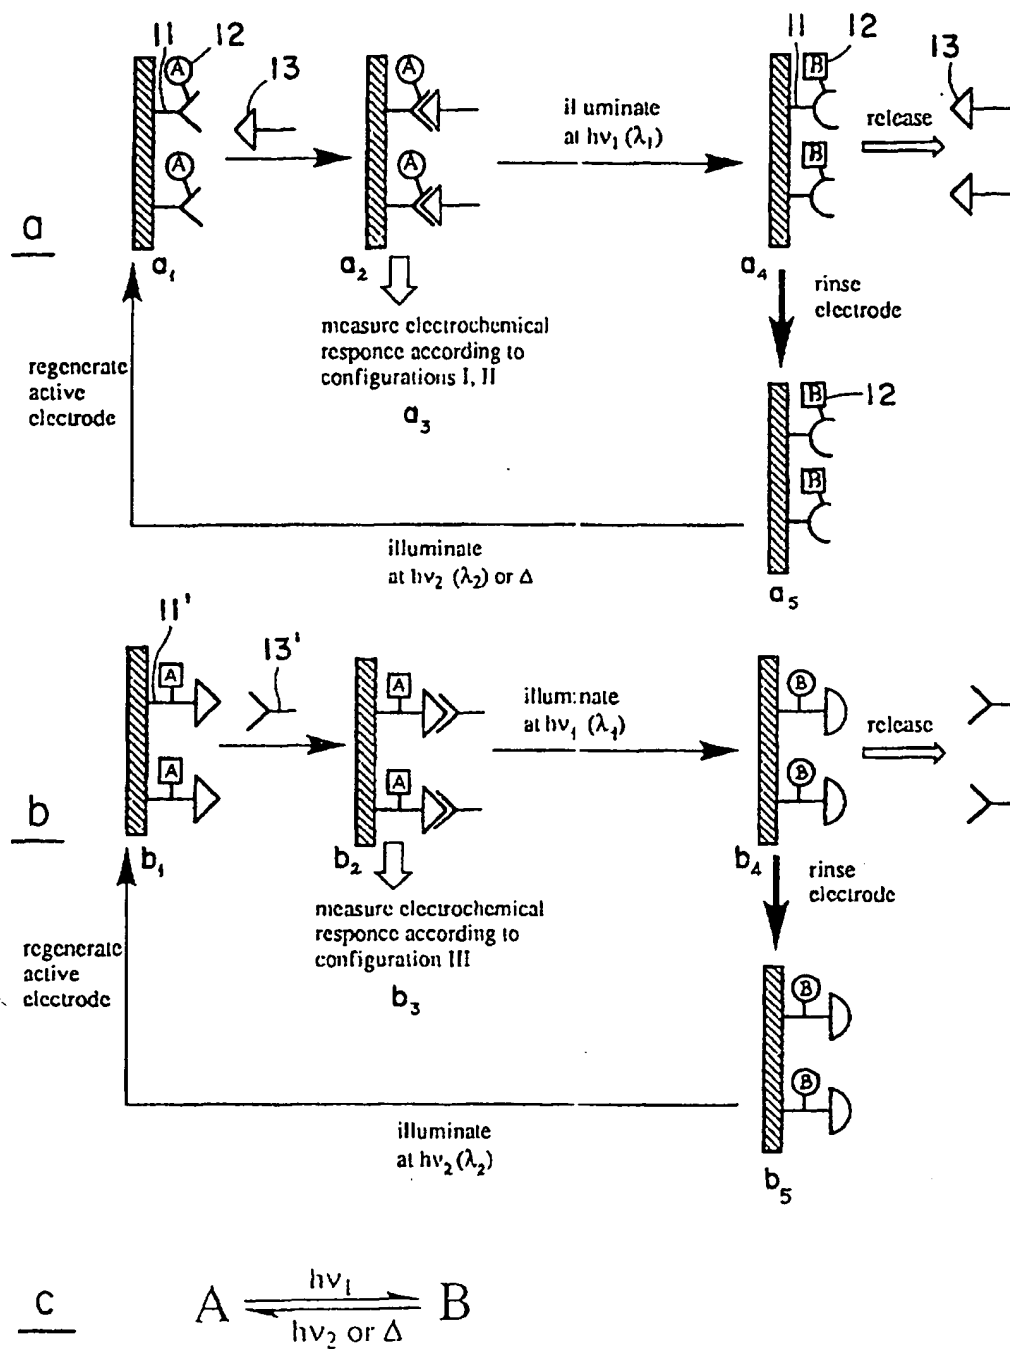 11
12
A
13
A
a₁
A
A
a₂
il uminate
at hν₁ (λ₁)
11
12
B
B
a₄
release
13
a
measure electrochemical
responce according to
configurations I, II
a₃
rinse
electrode
regenerate
active
electrode
B
12
B
a₅
illuminate
at hν₂ (λ₂) or Δ
11'
A
13'
A
b₁
A
A
b₂
illuminate
at hν₁ (λ₁)
B
B
b₄
release
b
measure electrochemical
responce according to
configuration III
b₃
rinse
electrode
regenerate
active
electrode
B
B
b₅
illuminate
at hν₂ (λ₂)
c
A
hν₁
hν₂ or Δ
B